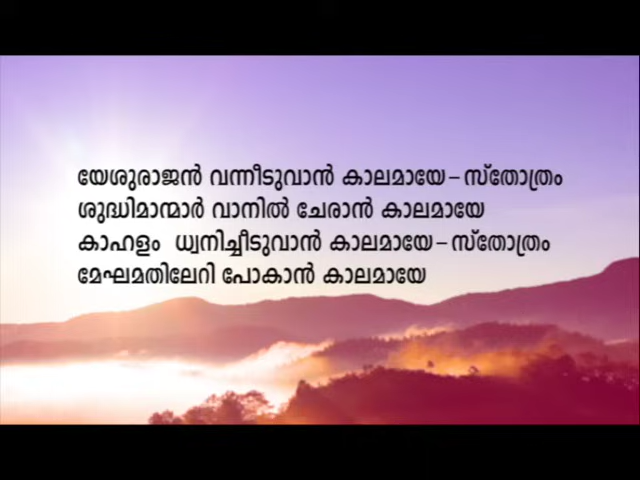 യേശുരാജൻ വന്നീടുവാൻ കാലമായേ – സ്തോത്രം
ശുദ്ധിമാന്മാർ വാനിൽ ചേരാൻ കാലമായേ
കാഹളം ധ്വനിച്ചീടുവാൻ കാലമായേ – സ്തോത്രം
മേഘമതിലേറി പോകാൻ കാലമായേ